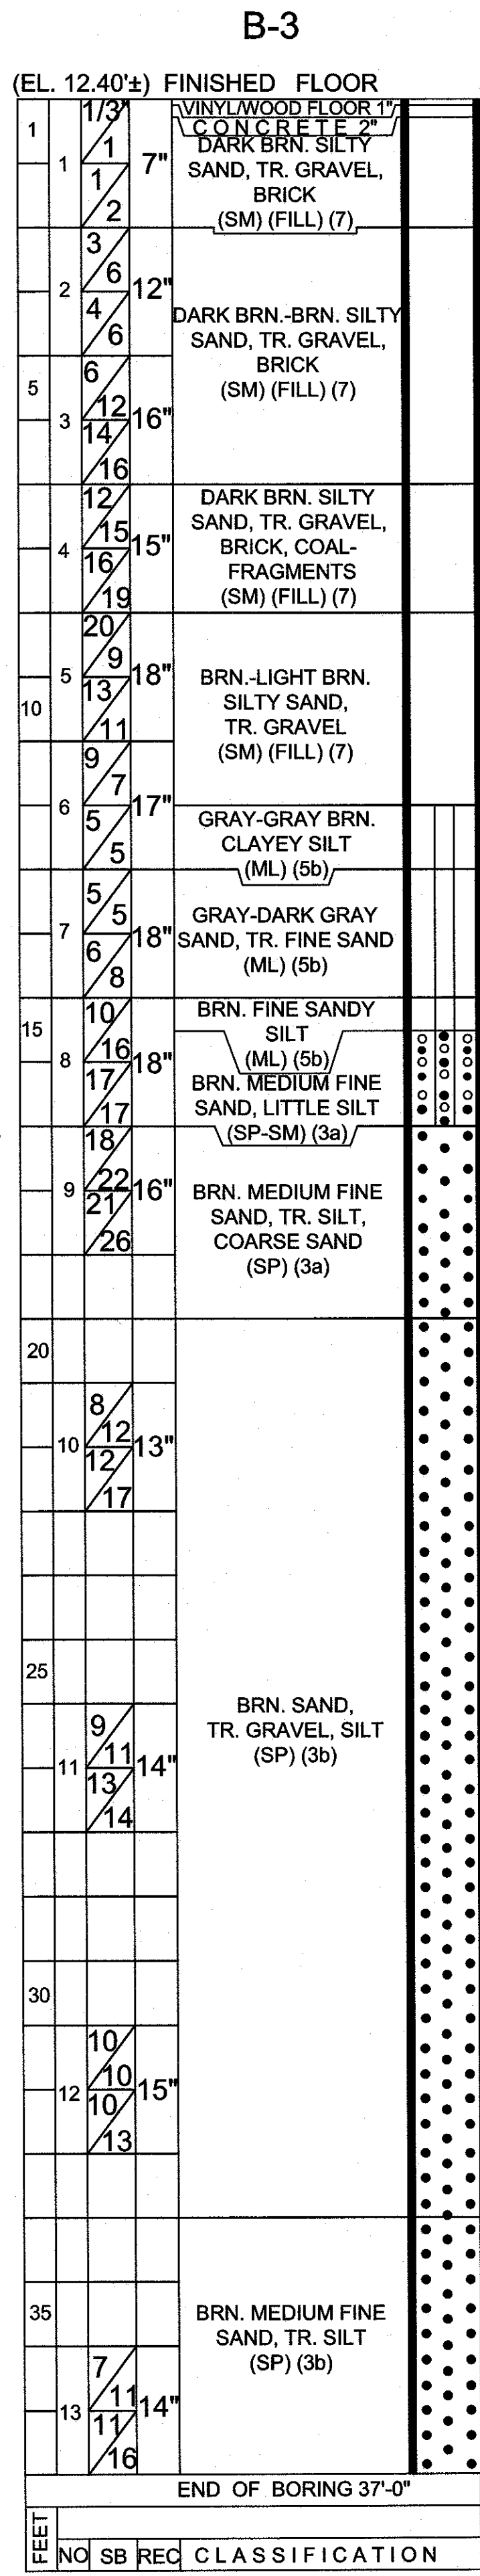 B-3
(EL. 12.40'±) FINISHED FLOOR
1/3"
VINYL/WOOD FLOOR 1"
CONCRETE 2"
1
1
1
7"
DARK BRN. SILTY
SAND, TR. GRAVEL,
BRICK
(SM) (FILL) (7)
1
2
3
6
2
12"
4
6
DARK BRN.-BRN. SILTY
SAND, TR. GRAVEL,
BRICK
(SM) (FILL) (7)
5
6
12
3
16"
14
16
12
15
4
15"
16
19
DARK BRN. SILTY
SAND, TR. GRAVEL,
BRICK, COAL-
FRAGMENTS
(SM) (FILL) (7)
20
9
5
18"
13
11
10
BRN.-LIGHT BRN.
SILTY SAND,
TR. GRAVEL
(SM) (FILL) (7)
9
7
6
17"
5
5
GRAY-GRAY BRN.
CLAYEY SILT
(ML) (5b)
5
5
7
18"
6
8
GRAY-DARK GRAY
SAND, TR. FINE SAND
(ML) (5b)
15
10
16
8
18"
17
17
BRN. FINE SANDY
SILT
(ML) (5b)
BRN. MEDIUM FINE
SAND, LITTLE SILT
(SP-SM) (3a)
18
22
9
16"
21
26
BRN. MEDIUM FINE
SAND, TR. SILT,
COARSE SAND
(SP) (3a)
20
8
12
10
13"
12
17
25
9
11
11
14"
13
14
BRN. SAND,
TR. GRAVEL, SILT
(SP) (3b)
30
10
10
12
15"
10
13
35
BRN. MEDIUM FINE
SAND, TR. SILT
(SP) (3b)
7
11
13
14"
11
16
END OF BORING 37'-0"
FEET
NO SB REC CLASSIFICATION